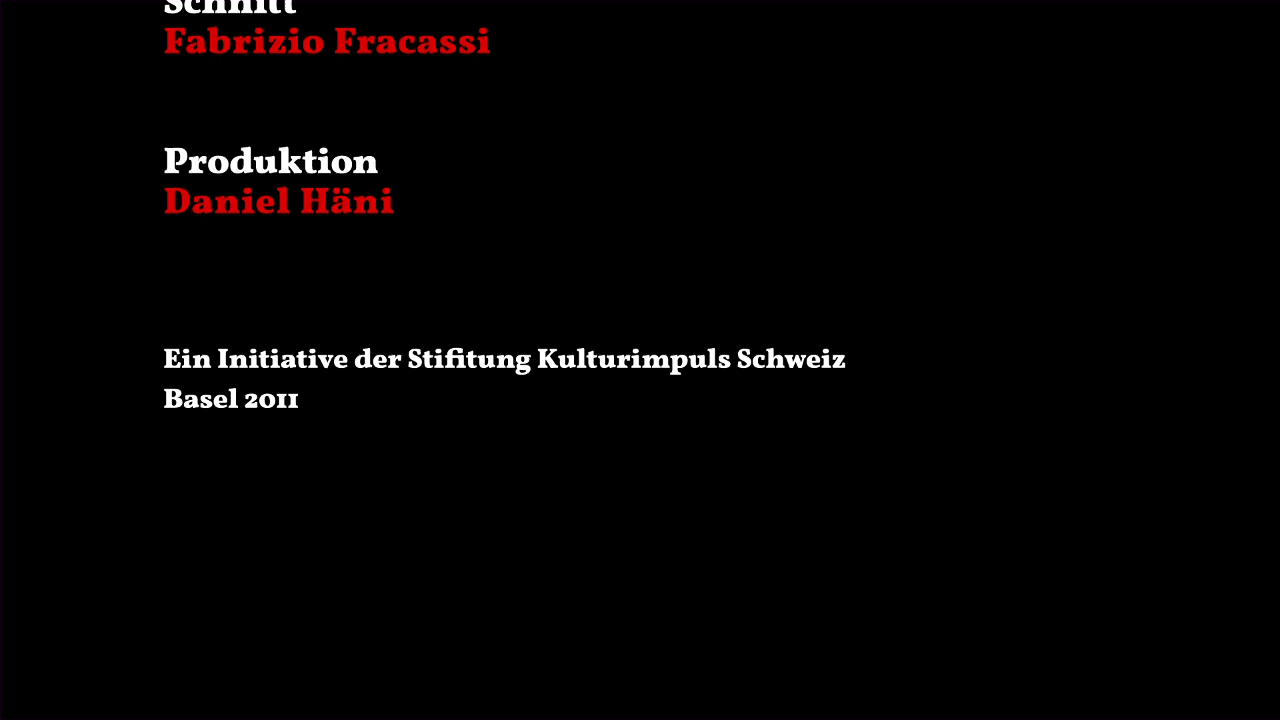 Schnitt
Fabrizio Fracassi
Produktion
Daniel Häni
Ein Initiative der Stifitung Kulturimpuls Schweiz
Basel 2011